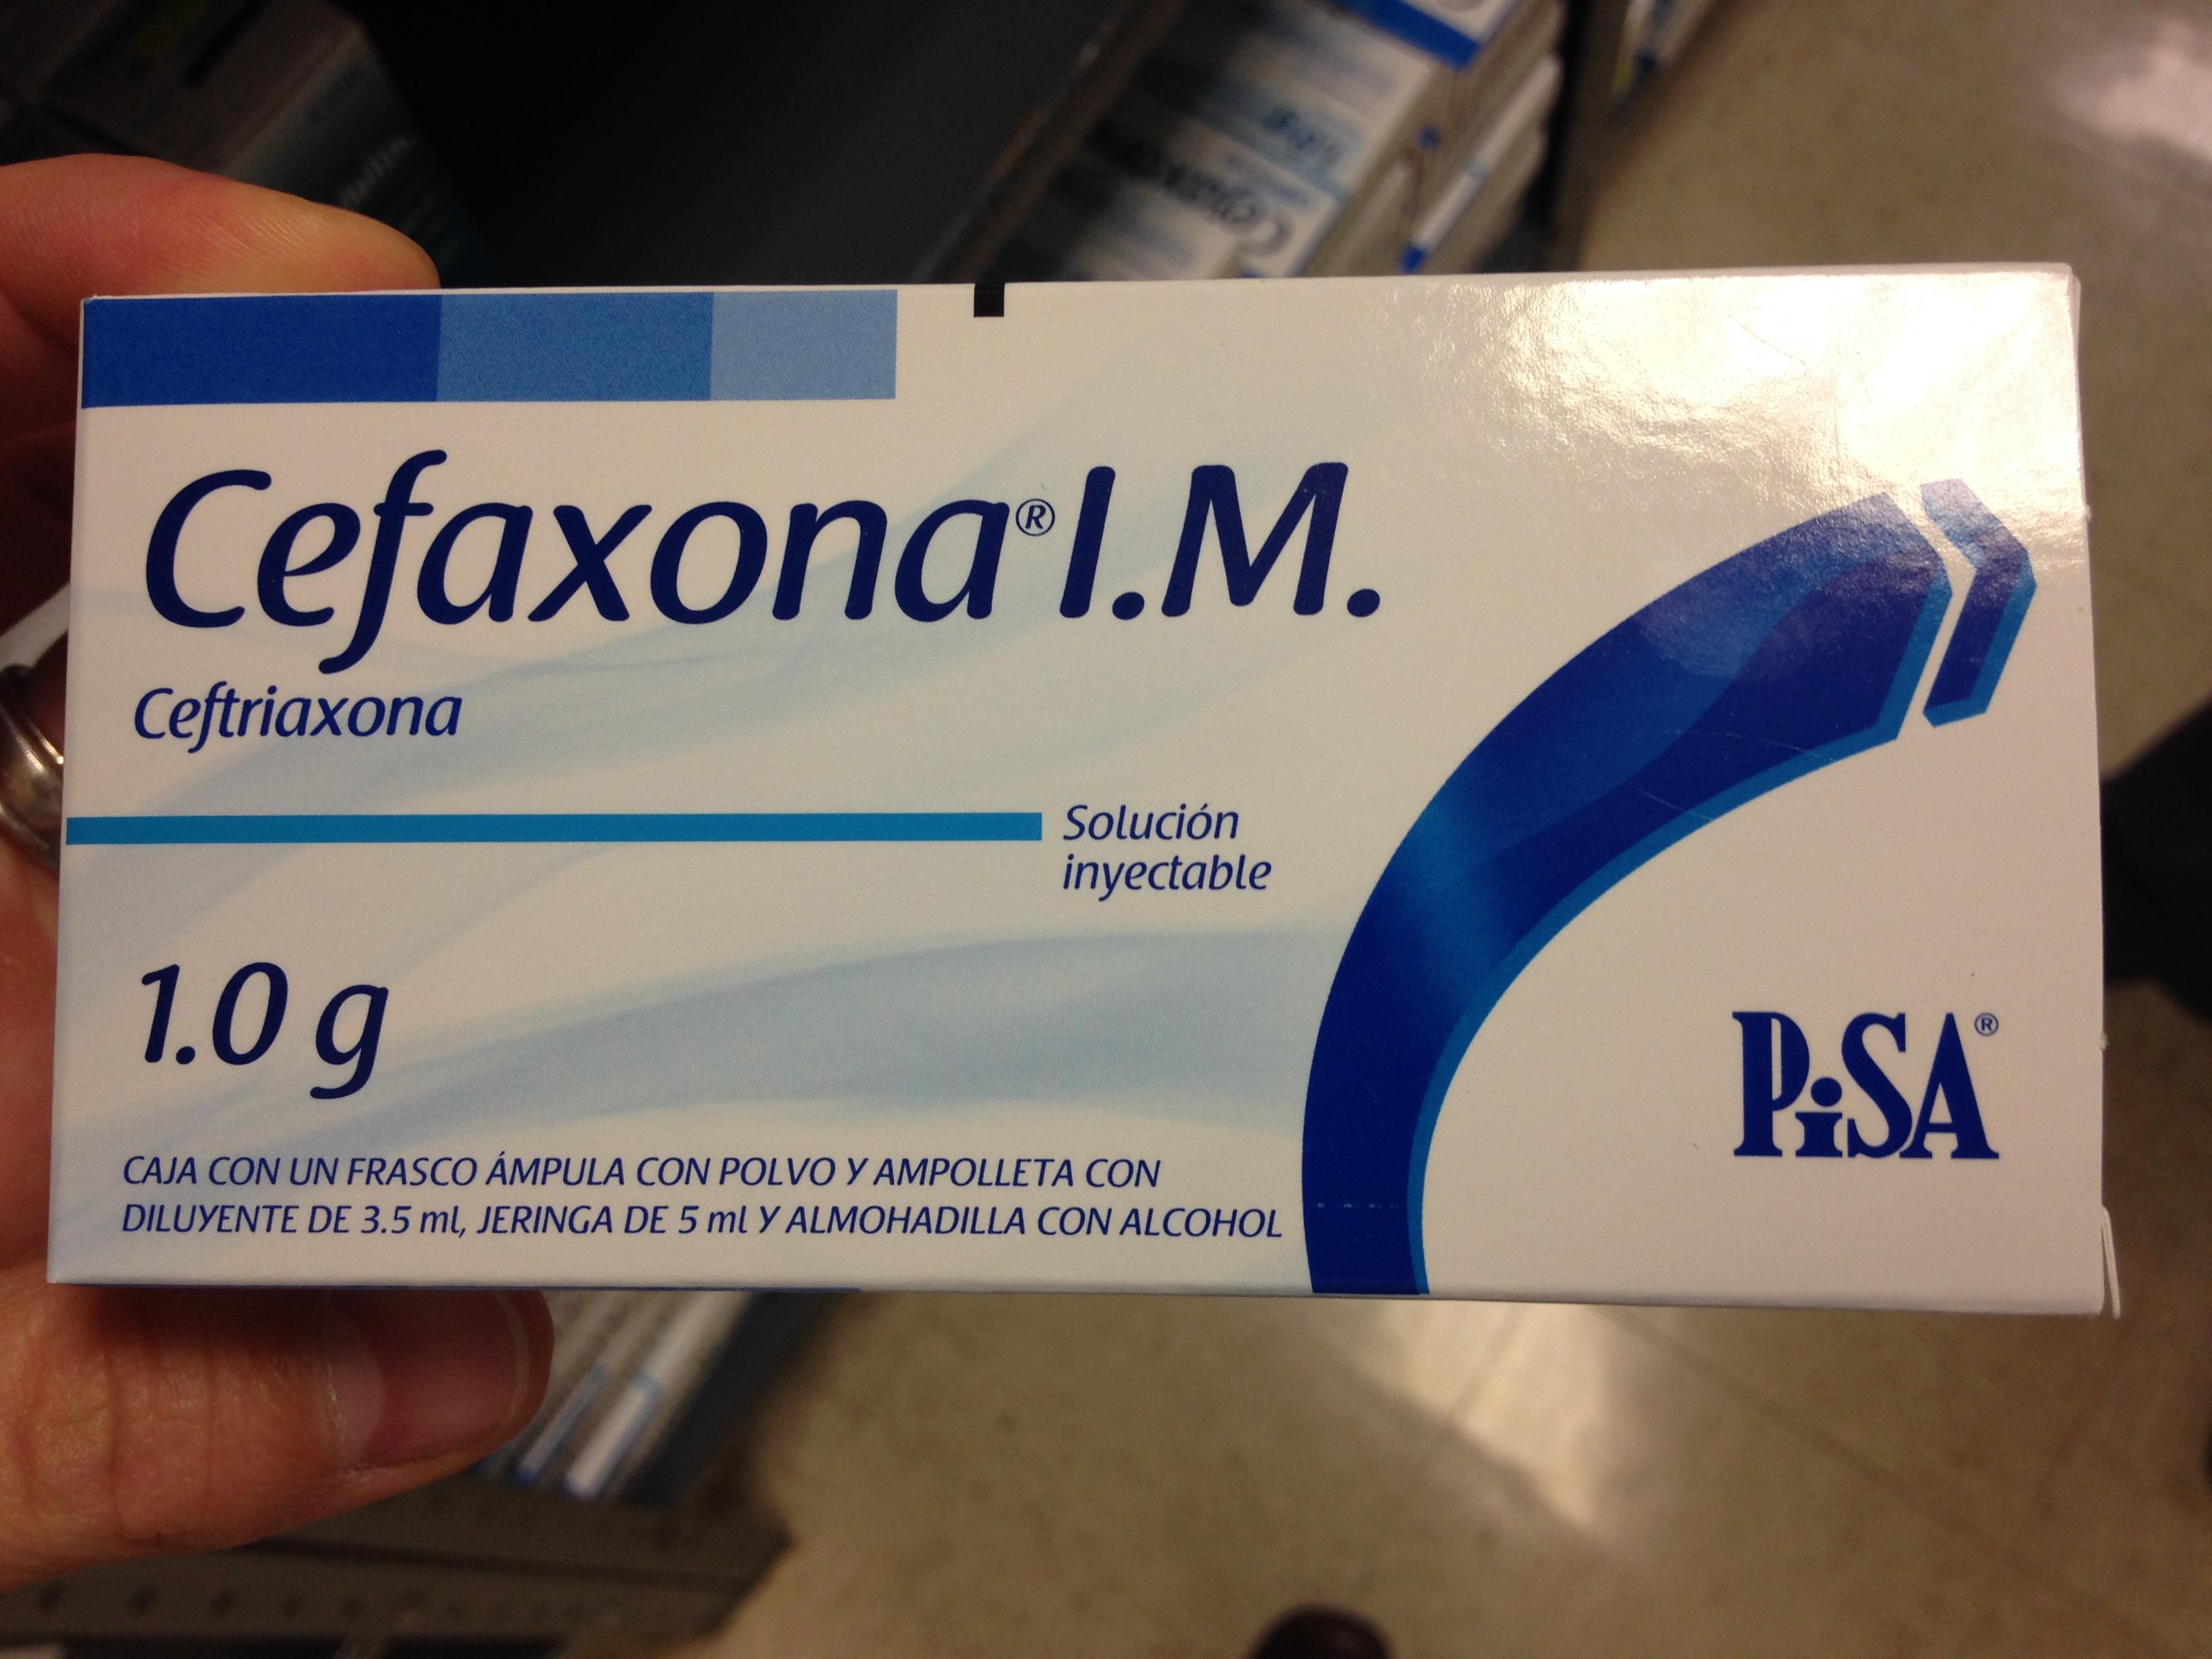 Cefaxona® I.M.
Ceftriaxona
Solución
inyectable
1.0 g
CAJA CON UN FRASCO ÁMPULA CON POLVO Y AMPOLLETA CON
DILUYENTE DE 3.5 ml, JERINGA DE 5 ml Y ALMOHADILLA CON ALCOHOL
PiSA®